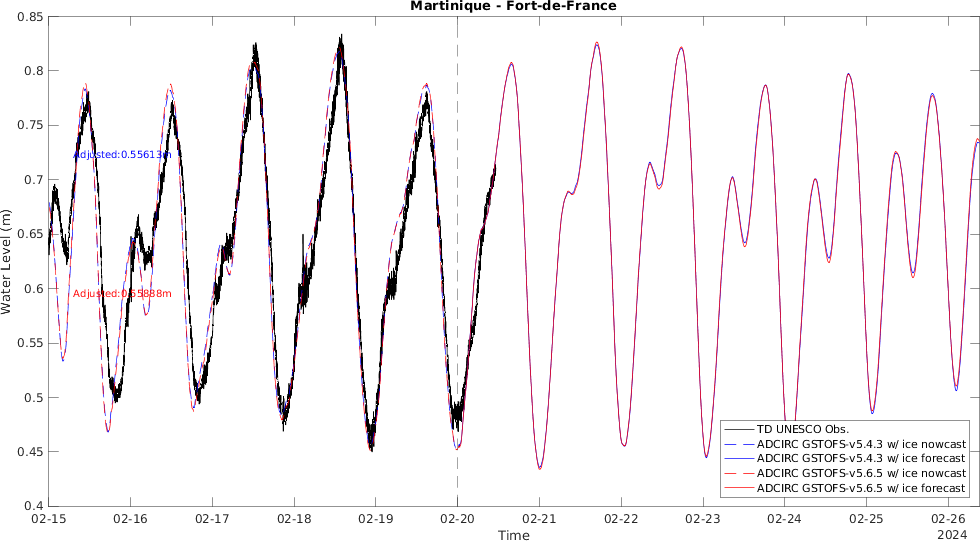 Martinique - Fort-de-France
0.85
0.8
0.75
0.7
0.65
0.6
0.55
0.5
0.45
0.4
Water Level (m)
Adjusted:0.55613m
Adjusted:0.55838m
TD UNESCO Obs.
ADCIRC GSTOFS-v5.4.3 w/ ice nowcast
ADCIRC GSTOFS-v5.4.3 w/ ice forecast
ADCIRC GSTOFS-v5.6.5 w/ ice nowcast
ADCIRC GSTOFS-v5.6.5 w/ ice forecast
02-15 02-16 02-17 02-18 02-19 02-20 02-21 02-22 02-23 02-24 02-25 02-26
Time
2024